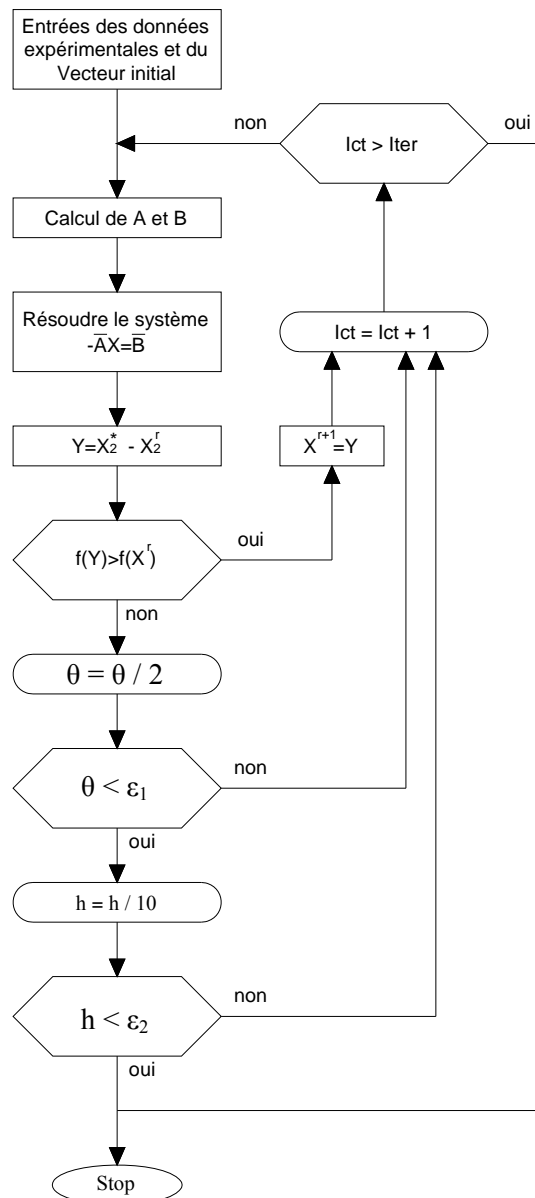 Entrées des données
expérimentales et du
Vecteur initial
non
Ict > Iter
oui
Calcul de A et B
Résoudre le système
-A̅X=B̅
Ict = Ict + 1
Y=X₂* - X₂ʳ
Xʳ⁺¹=Y
f(Y)>f(Xʳ)
oui
non
θ = θ / 2
θ < ε₁
non
oui
h = h / 10
h < ε₂
non
oui
Stop